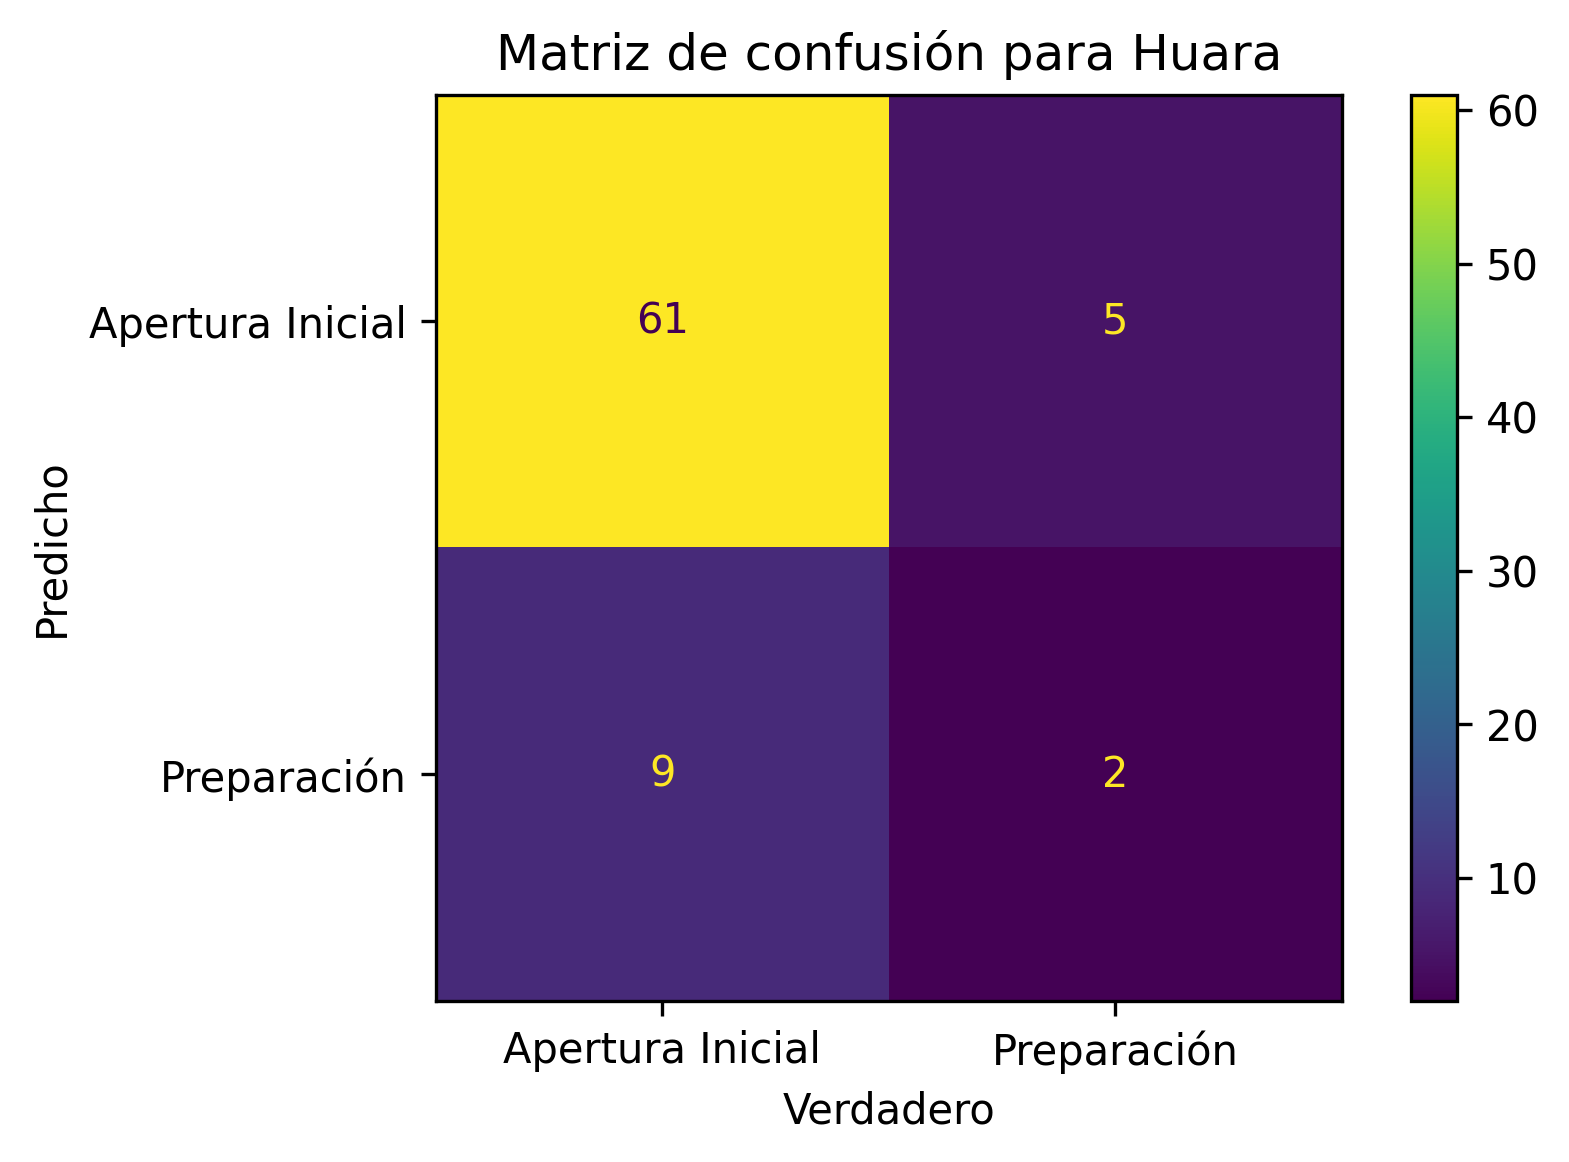 Matriz de confusión para Huara
Predicho
Apertura Inicial
61
5
Preparación
9
2
Apertura Inicial
Preparación
Verdadero
60
50
40
30
20
10